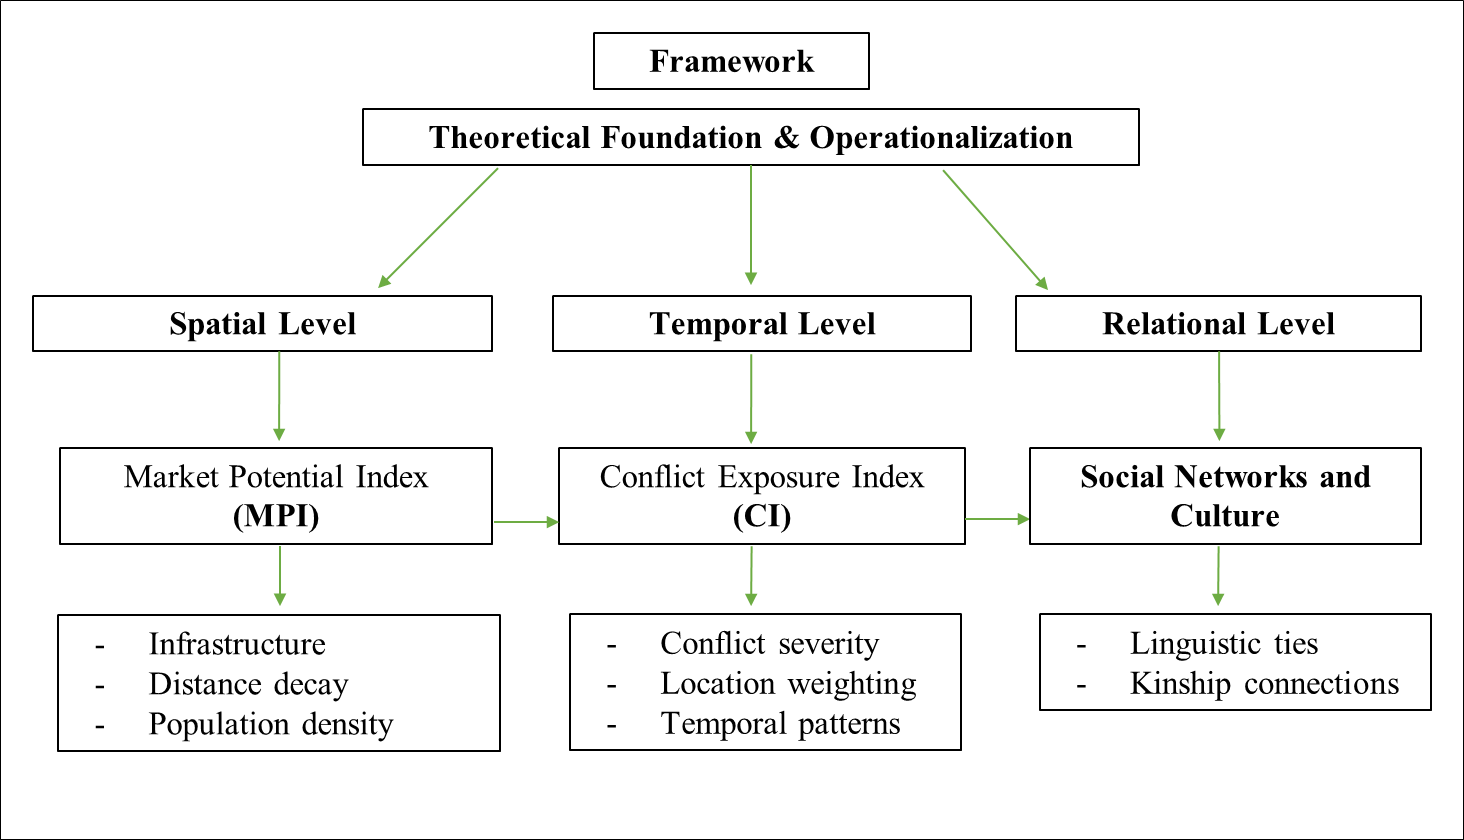 Framework
Theoretical Foundation & Operationalization
Spatial Level
Temporal Level
Relational Level
Market Potential Index
(MPI)
Conflict Exposure Index
(CI)
Social Networks and
Culture
- Infrastructure
- Distance decay
- Population density
- Conflict severity
- Location weighting
- Temporal patterns
- Linguistic ties
- Kinship connections